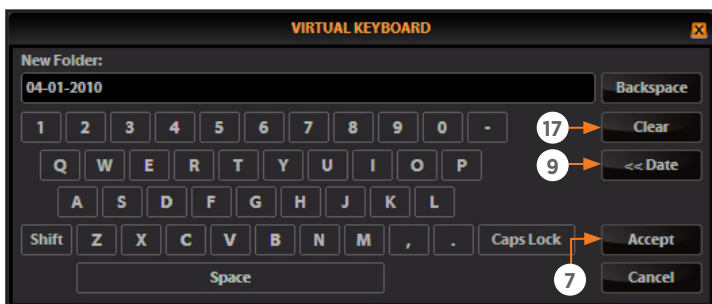 VIRTUAL KEYBOARD X
New Folder:
04-01-2010 Backspace
1 2 3 4 5 6 7 8 9 0 - 17 Clear
Q W E R T Y U I O P 9 << Date
A S D F G H J K L
Shift Z X C V B N M , . Caps Lock Accept
Space 7 Cancel